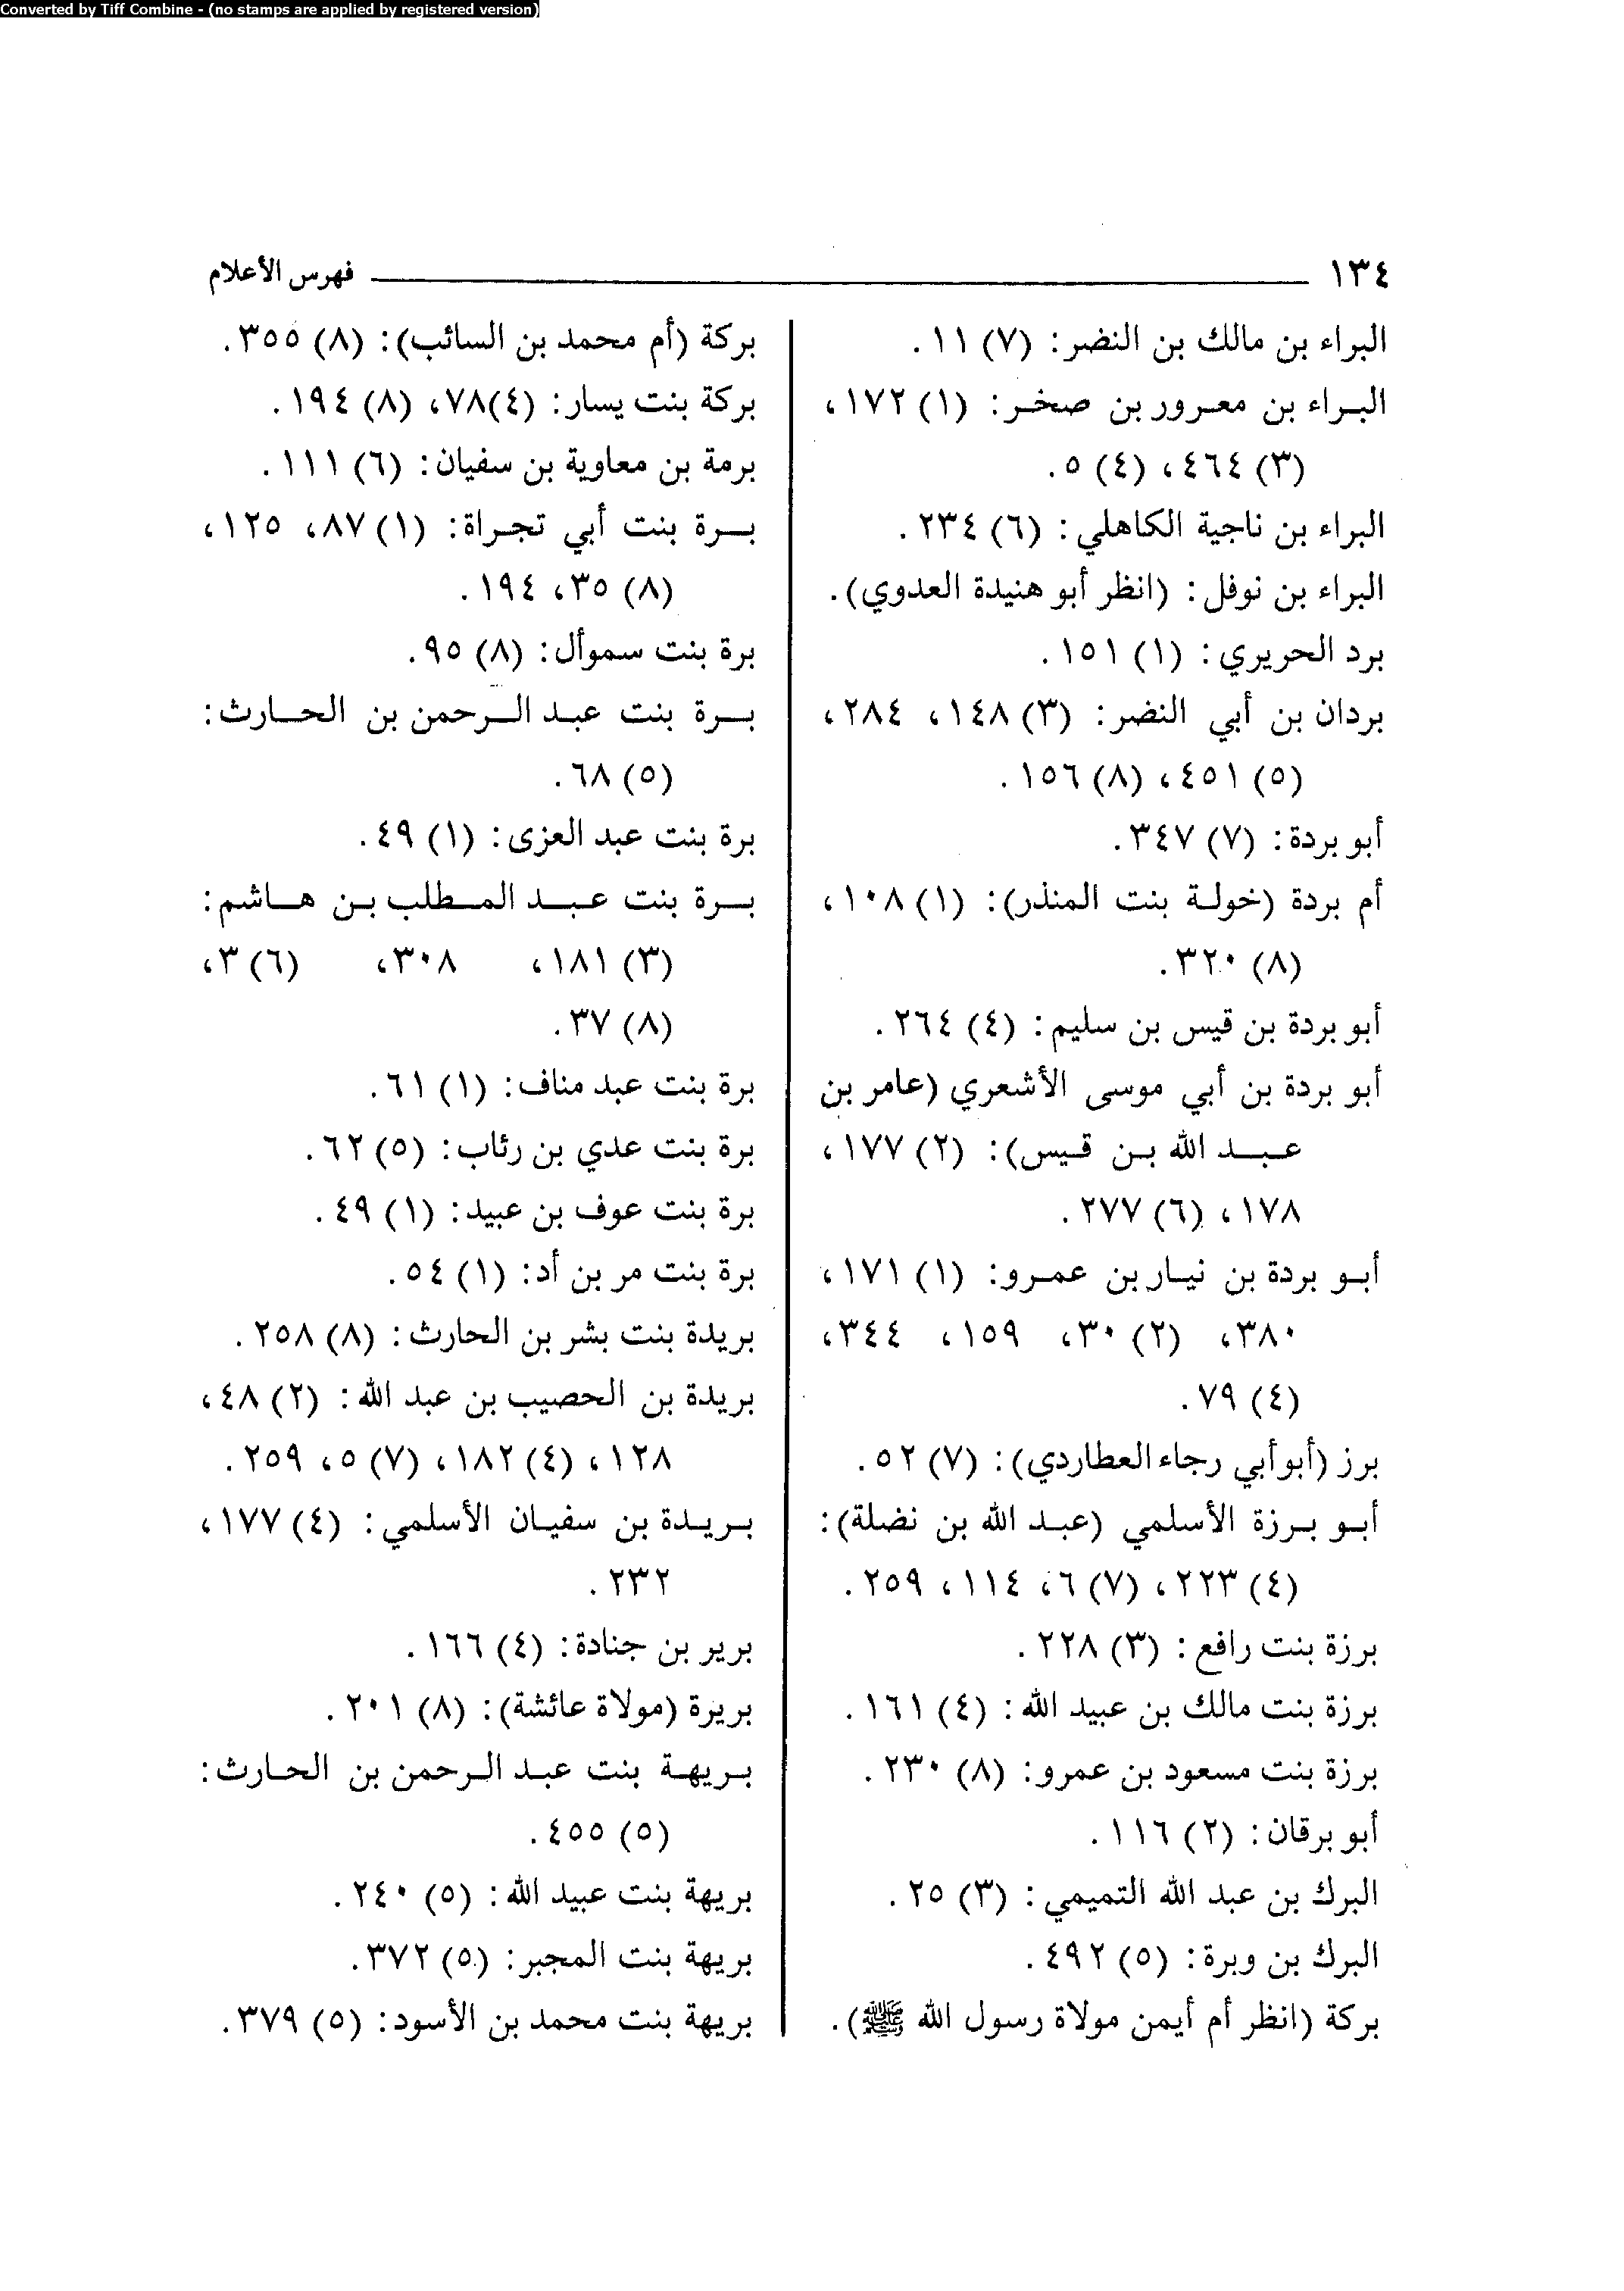 Converted by Tiff Combine - (no stamps are applied by registered version)
١٣٤ فهرس الأعلام
البراء بن مالك بن النضر: (٧) ١١.
البراء بن معرور بن صخر: (١) ١٧٢،
(٣) ٤٦٤، (٤) ٥.
البراء بن ناجية الكاهلي: (٦) ٢٣٤.
البراء بن نوفل: (انظر أبو هنيدة العدوي).
برد الحريري: (١) ١٥١.
بردان بن أبي النضر: (٣) ١٤٨، ٢٨٤،
(٥) ٤٥١، (٨) ١٥٦.
أبو بردة: (٧) ٣٤٧.
أم بردة (خولة بنت المنذر): (١) ١٠٨،
(٨) ٣٢٠.
أبو بردة بن قيس بن سليم: (٤) ٢٦٤.
أبو بردة بن أبي موسى الأشعري (عامر بن
عبد الله بن قيس): (٢) ١٧٧،
١٧٨، (٦) ٢٧٧.
أبو بردة بن نيار بن عمرو: (١) ١٧١،
٣٨٠، (٢) ٣٠، ١٥٩، ٣٤٤،
(٤) ٧٩.
برز (أبو أبي رجاء العطاردي): (٧) ٥٢.
أبو برزة الأسلمي (عبد الله بن نضلة):
(٤) ٢٢٣، (٧) ٦، ١١٤، ٢٥٩.
برزة بنت رافع: (٣) ٢٢٨.
برزة بنت مالك بن عبيد الله: (٤) ١٦١.
برزة بنت مسعود بن عمرو: (٨) ٢٣٠.
أبو برقان: (٢) ١١٦.
البرك بن عبد الله التميمي: (٣) ٢٥.
البرك بن وبرة: (٥) ٤٩٢.
بركة (انظر أم أيمن مولاة رسول الله ﷺ).
بركة (أم محمد بن السائب): (٨) ٣٥٥.
بركة بنت يسار: (٤) ٧٨، (٨) ١٩٤.
برمة بن معاوية بن سفيان: (٦) ١١١.
برة بنت أبي تجراة: (١) ٨٧، ١٢٥،
(٨) ٣٥، ١٩٤.
برة بنت سموأل: (٨) ٩٥.
برة بنت عبد الرحمن بن الحارث:
(٥) ٦٨.
برة بنت عبد العزى: (١) ٤٩.
برة بنت عبد المطلب بن هاشم:
(٣) ١٨١، ٣٠٨، (٦) ٣،
(٨) ٣٧.
برة بنت عبد مناف: (١) ٦١.
برة بنت عدي بن رئاب: (٥) ٦٢.
برة بنت عوف بن عبيد: (١) ٤٩.
برة بنت مر بن أد: (١) ٥٤.
بريدة بنت بشر بن الحارث: (٨) ٢٥٨.
بريدة بن الحصيب بن عبد الله: (٢) ٤٨،
١٢٨، (٤) ١٨٢، (٧) ٥، ٢٥٩.
بريدة بن سفيان الأسلمي: (٤) ١٧٧،
٢٣٢.
برير بن جنادة: (٤) ١٦٦.
بريرة (مولاة عائشة): (٨) ٢٠١.
بريهة بنت عبد الرحمن بن الحارث:
(٥) ٤٥٥.
بريهة بنت عبيد الله: (٥) ٢٤٠.
بريهة بنت المجبر: (٥) ٣٧٢.
بريهة بنت محمد بن الأسود: (٥) ٣٧٩.